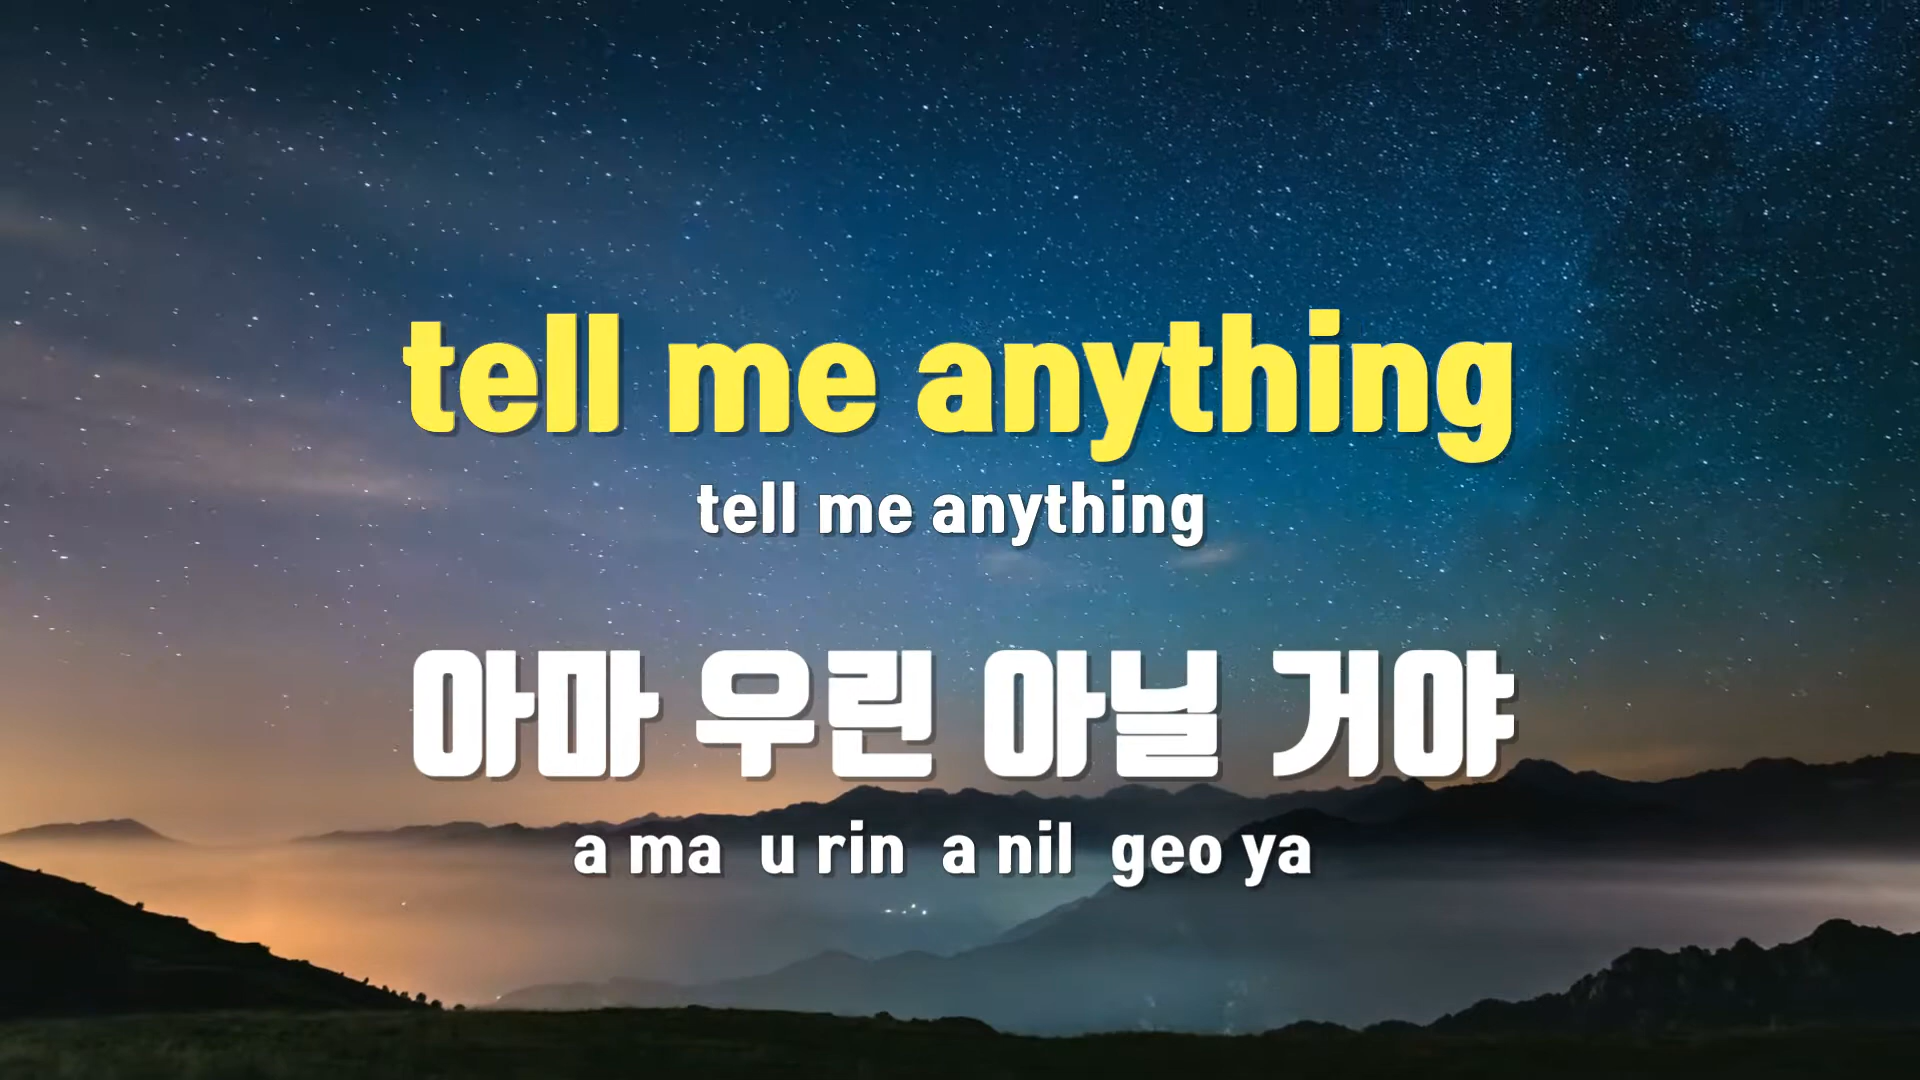 tell me anything
tell me anything
아마 우린 아닐 거야
a ma u rin a nil geo ya